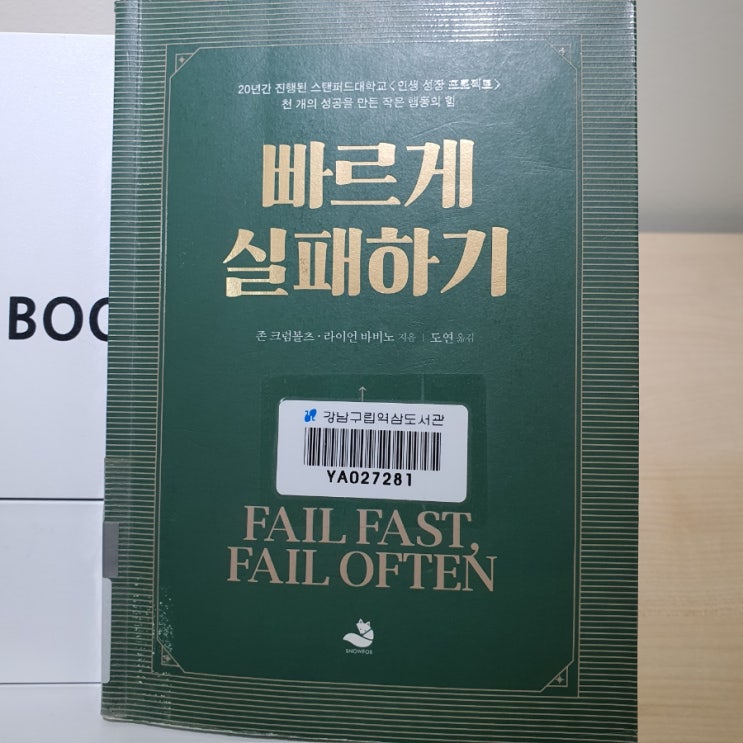 20년간 진행된 스탠퍼드대학교 <인생 성장 프로젝트>
천 개의 성공을 만든 작은 행동의 힘
빠르게
실패하기
BOO
존 크럼볼츠 · 라이언 바비노 지음 | 도연 옮김
강남구립역삼도서관
YA027281
FAIL FAST,
FAIL OFTEN
SNOWFOX